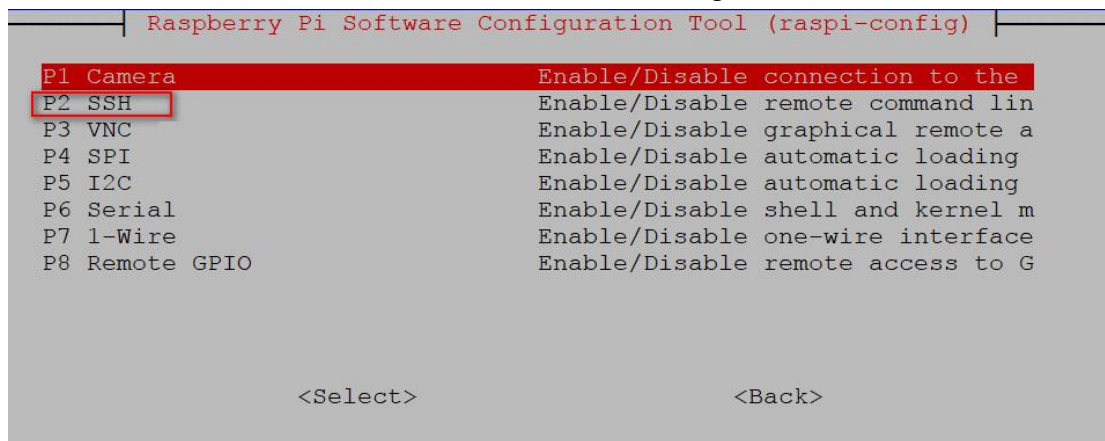 Raspberry Pi Software Configuration Tool (raspi-config)
P1 Camera Enable/Disable connection to the
P2 SSH Enable/Disable remote command lin
P3 VNC Enable/Disable graphical remote a
P4 SPI Enable/Disable automatic loading
P5 I2C Enable/Disable automatic loading
P6 Serial Enable/Disable shell and kernel m
P7 1-Wire Enable/Disable one-wire interface
P8 Remote GPIO Enable/Disable remote access to G
<Select> <Back>